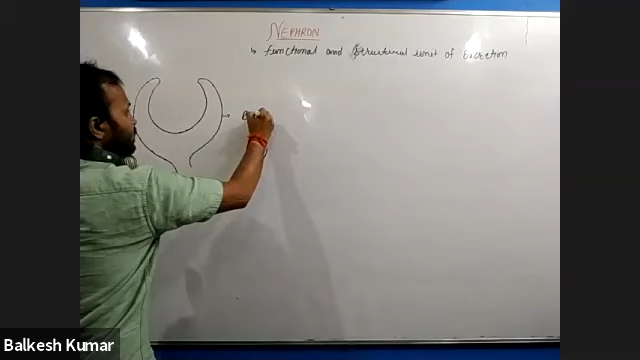 NEPHRON
↳ functional and Structural unit of Excretion
Balkesh Kumar